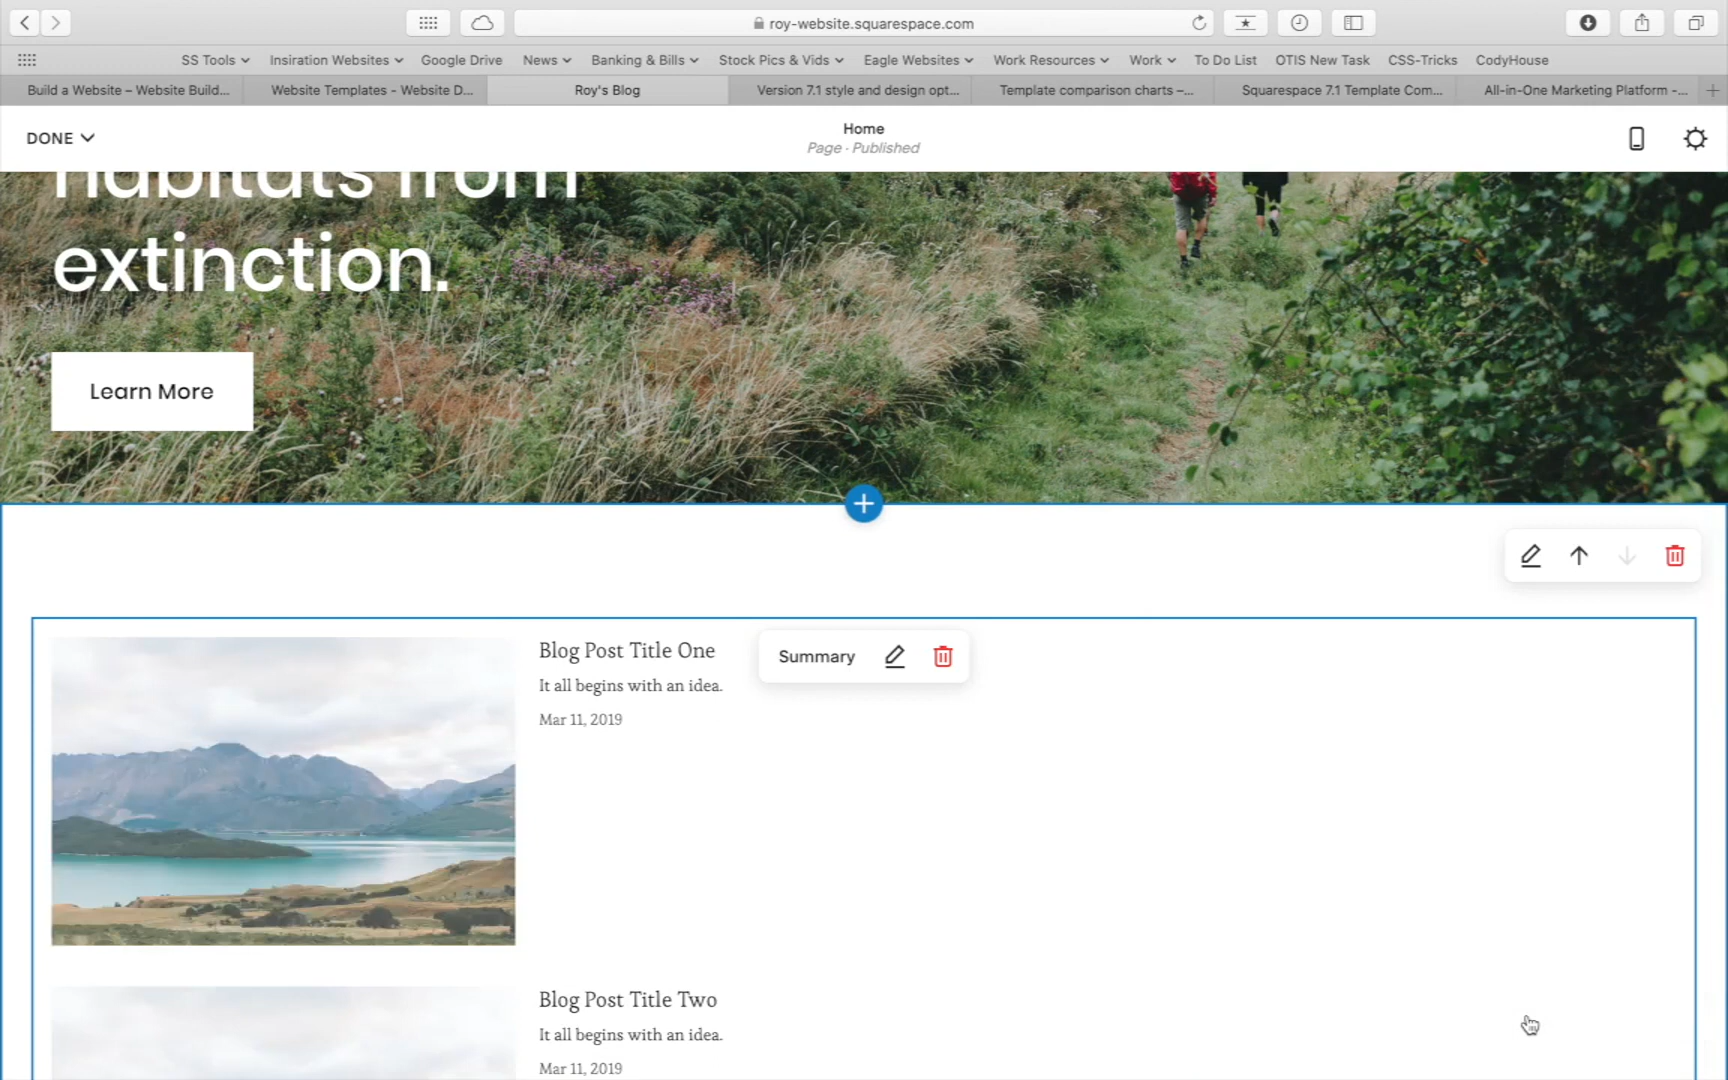 roy-website.squarespace.com
SS Tools Insiration Websites Google Drive News Banking & Bills Stock Pics & Vids Eagle Websites Work Resources Work To Do List OTIS New Task CSS-Tricks CodyHouse
Build a Website – Website Build... Website Templates - Website D... Roy's Blog Version 7.1 style and design opt... Template comparison charts –... Squarespace 7.1 Template Com... All-in-One Marketing Platform -...
DONE
Home
Page · Published
habitats from
extinction.
Learn More
Blog Post Title One
Summary
It all begins with an idea.
Mar 11, 2019
Blog Post Title Two
It all begins with an idea.
Mar 11, 2019